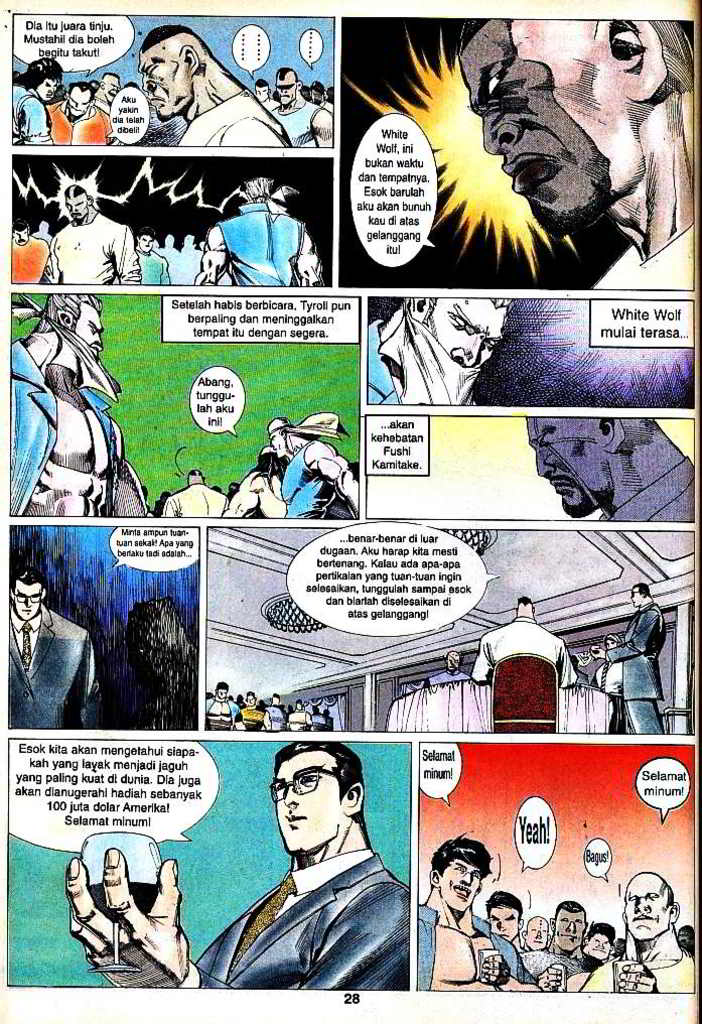 Dia itu juara tinju.
Mustahil dia boleh
begitu takut!
Aku
yakin
dia telah
dibeli!
White
Wolf, ini
bukan waktu
dan tempatnya.
Esok barulah
aku akan bunuh
kau di atas
gelanggang
itu!
Setelah habis berbicara, Tyroli pun
berpaling dan meninggalkan
tempat itu dengan segera.
Abang,
tunggu-
lah aku
ini!
White Wolf
mulai terasa...
...akan
kehebatan
Fushi
Kamitake.
Minta ampun tuan-
tuan sekali! Apa yang
berlaku tadi adalah...
...benar-benar di luar
dugaan. Aku harap kita mesti
bertenang. Kalau ada apa-apa
pertikalan yang tuan-tuan ingin
selesaikan, tunggulah sampai esok
dan biarlah diselesaikan di
atas gelanggang!
Esok kita akan mengetahui siapa-
kah yang layak menjadi jaguh
yang paling kuat di dunia. Dia juga
akan dianugerahi hadiah sebanyak
100 juta dolar Amerika!
Selamat minum!
Selamat
minum!
Yeah!
Bagus!
Selamat
minum!
28